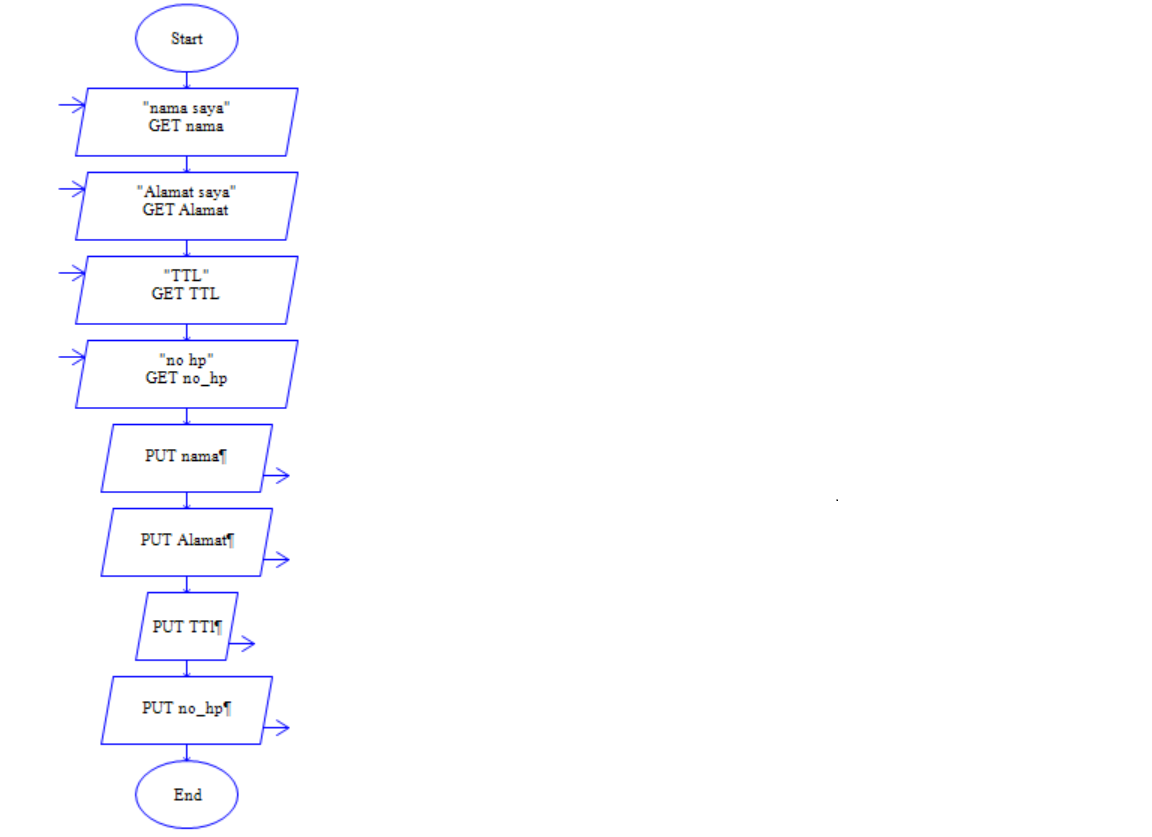 Start
"nama saya"
GET nama
"Alamat saya"
GET Alamat
"TTL"
GET TTL
"no hp"
GET no_hp
PUT nama¶
PUT Alamat¶
PUT TTl¶
PUT no_hp¶
End